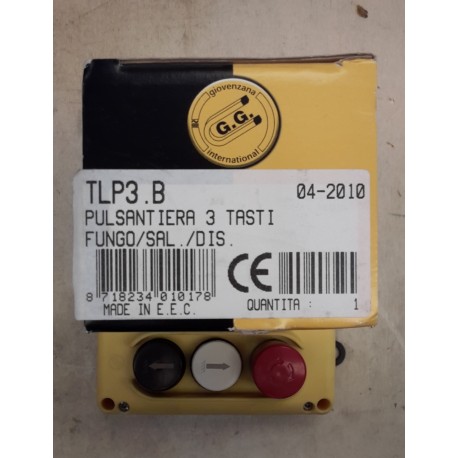 giovenzana
G.G.
international
TLP3.B 04-2010
PULSANTIERA 3 TASTI
FUNGO/SAL./DIS.
CE
8 718234 010178
MADE IN E.E.C.
QUANTITA : 1